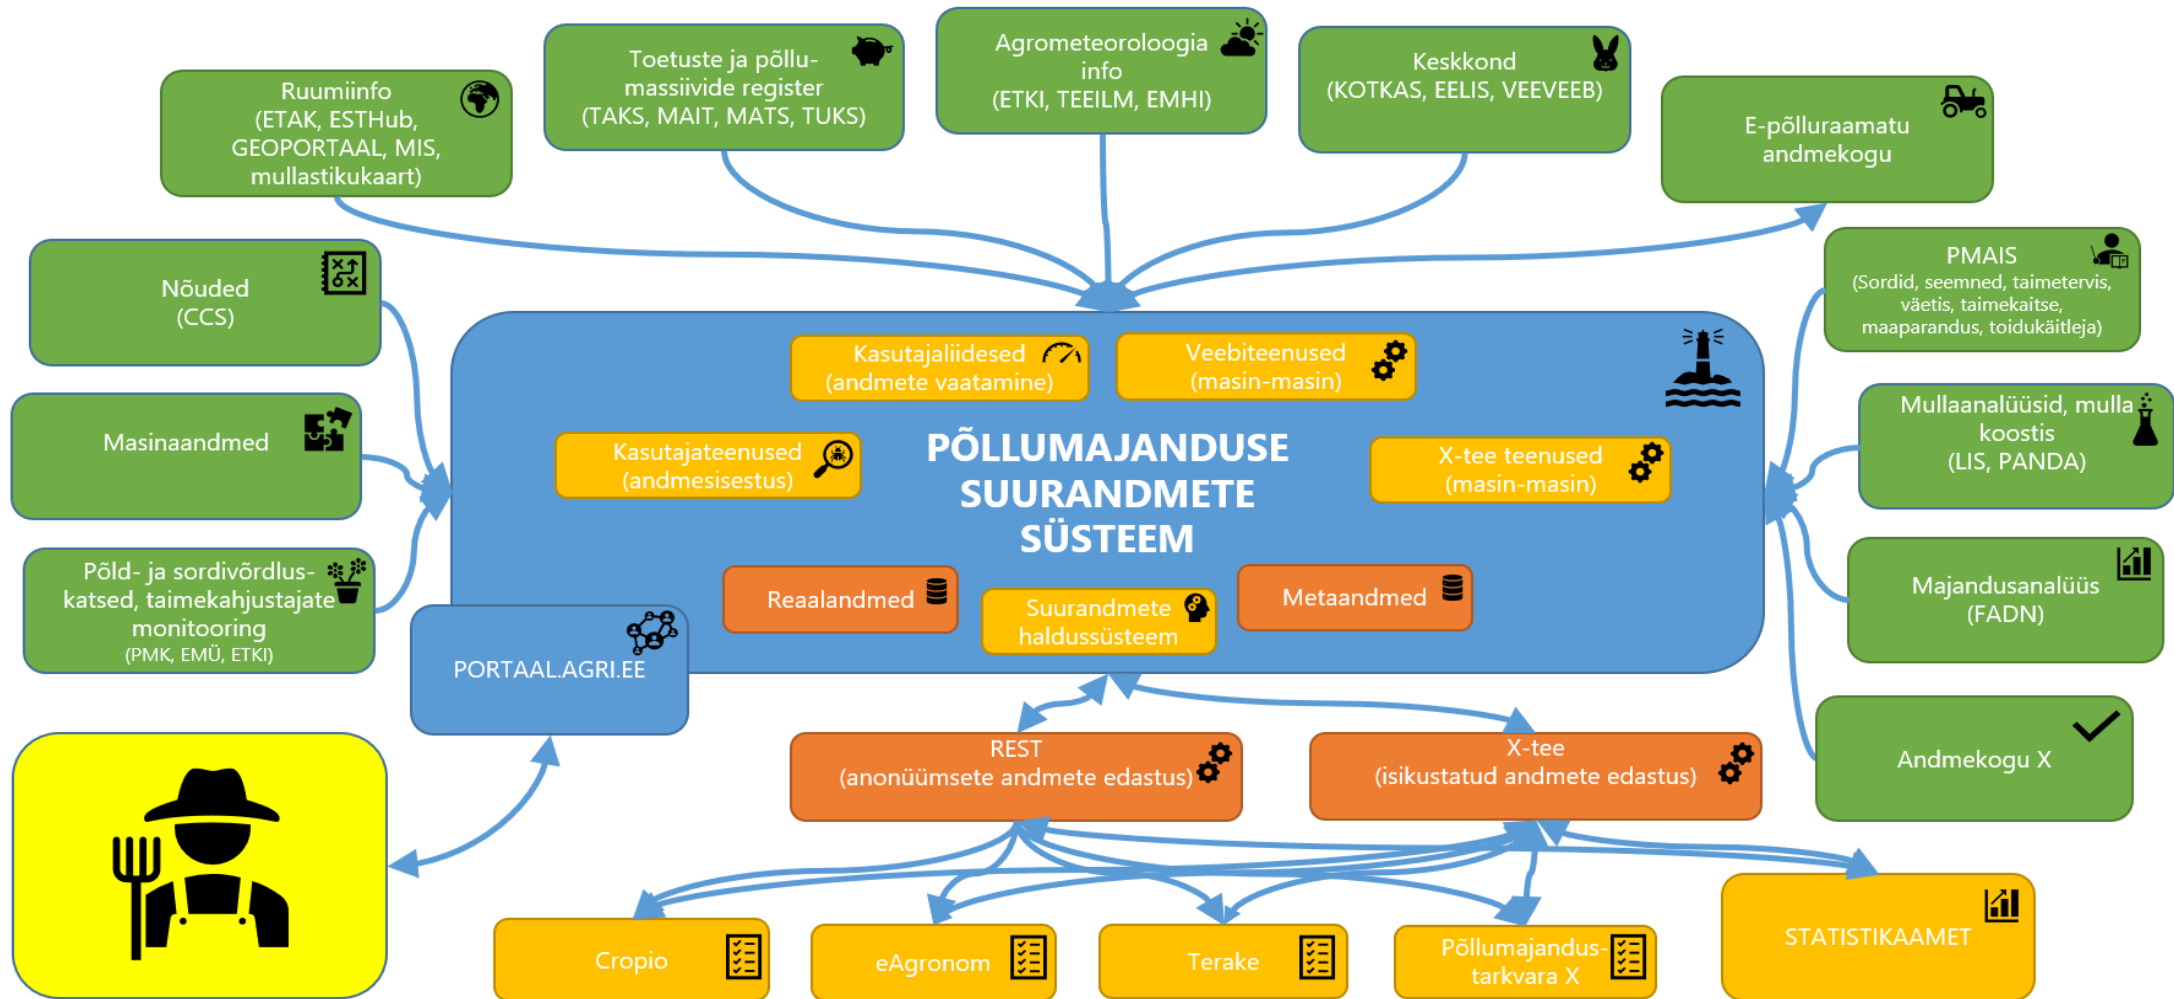 Ruumiinfo
(ETAK, ESTHub,
GEOPORTAAL, MIS,
mullastikukaart)
Toetuste ja põllu-
massiivide register
(TAKS, MAIT, MATS, TUKS)
Agrometeoroloogia
info
(ETKI, TEEILM, EMHI)
Keskkond
(KOTKAS, EELIS, VEEVEEB)
E-põlluraamatu
andmekogu
Nõuded
(CCS)
PMAIS
(Sordid, seemned, taimetervis,
väetis, taimekaitse,
maaparandus, toidukäitleja)
Masinaandmed
Mullaanalüüsid, mulla
koostis
(LIS, PANDA)
Põld- ja sordivõrdlus-
katsed, taimekahjustajate
monitooring
(PMK, EMÜ, ETKI)
Majandusanalüüs
(FADN)
Andmekogu X
Kasutajaliidesed
(andmete vaatamine)
Veebiteenused
(masin-masin)
Kasutajateenused
(andmesisestus)
PÕLLUMAJANDUSE
SUURANDMETE
SÜSTEEM
X-tee teenused
(masin-masin)
Reaalandmed
Suurandmete
haldussüsteem
Metaandmed
PORTAAL.AGRI.EE
REST
(anonüümsete andmete edastus)
X-tee
(isikustatud andmete edastus)
Cropio
eAgronom
Terake
Põllumajandus-
tarkvara X
STATISTIKAAMET